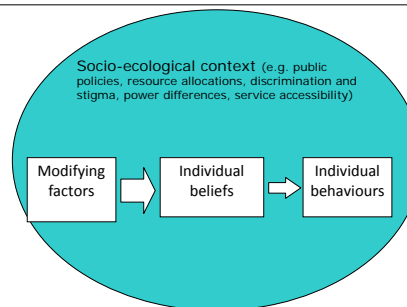 Socio-ecological context (e.g. public
policies, resource allocations, discrimination and
stigma, power differences, service accessibility)
Modifying
factors
Individual
beliefs
Individual
behaviours